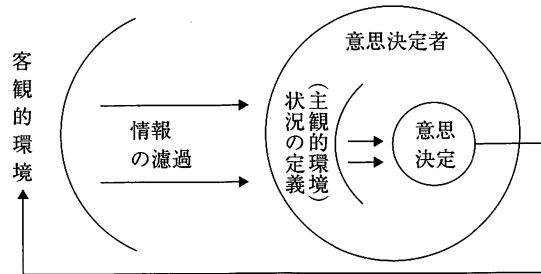 客観的環境
情報
の濾過
意思決定者
(主観的環境)
状況の定義
意思
決定